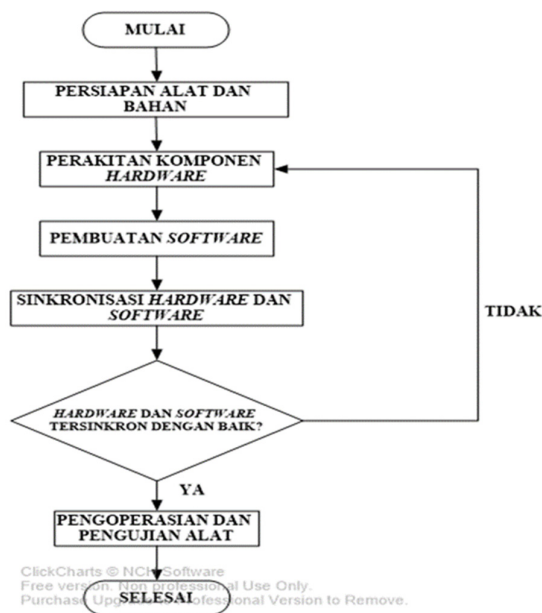 MULAI
PERSIAPAN ALAT DAN
BAHAN
PERAKITAN KOMPONEN
HARDWARE
PEMBUATAN SOFTWARE
SINKRONISASI HARDWARE DAN
SOFTWARE
TIDAK
HARDWARE DAN SOFTWARE
TERSINKRON DENGAN BAIK?
YA
PENGOPERASIAN DAN
PENGUJIAN ALAT
ClickCharts © NCH Software
Free version. Non professional Use Only.
SELESAI
Purchase Professional Version to Remove.